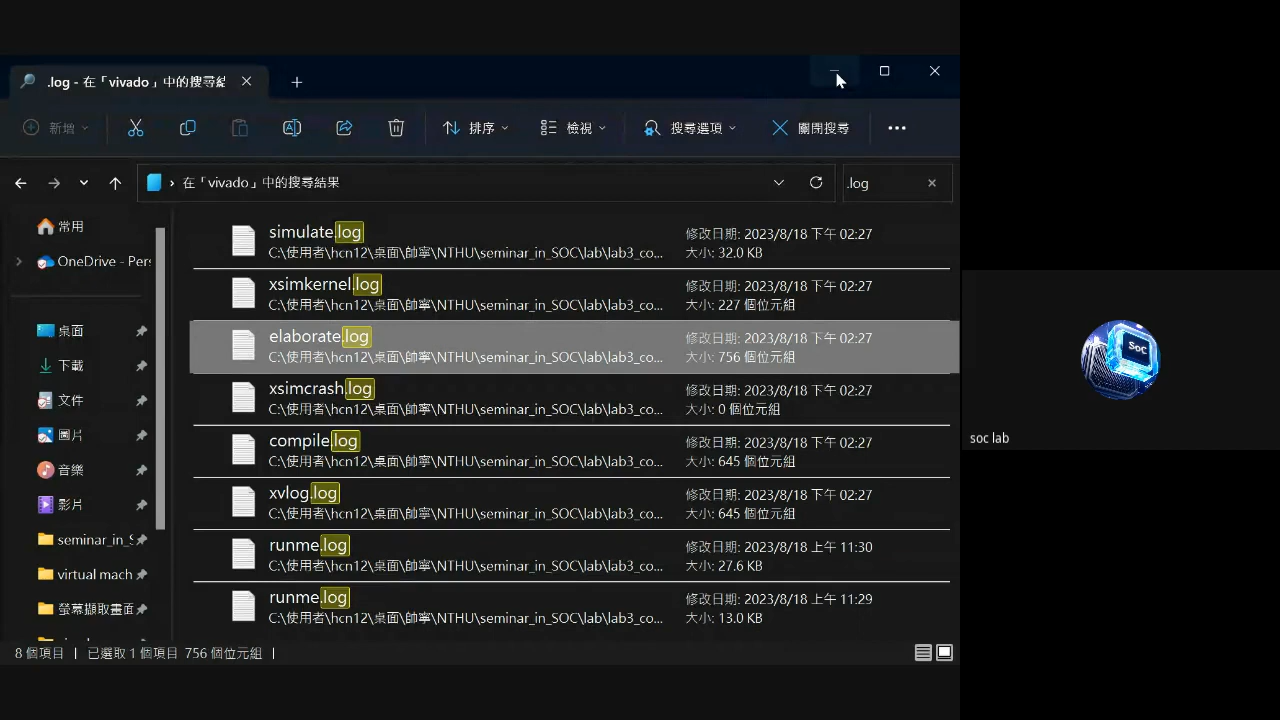 .log - 在「vivado」中的搜尋結
新增
排序
檢視
搜尋選項
關閉搜尋
在「vivado」中的搜尋結果
.log
常用
OneDrive - Pers
桌面
下載
文件
圖片
音樂
影片
seminar_in_S
virtual mach
螢幕擷取畫面
simulate.log
修改日期: 2023/8/18 下午 02:27
C:\使用者\hcn12\桌面\帥寧\NTHU\seminar_in_SOC\lab\lab3_co...
大小: 32.0 KB
xsimkernel.log
修改日期: 2023/8/18 下午 02:27
C:\使用者\hcn12\桌面\帥寧\NTHU\seminar_in_SOC\lab\lab3_co...
大小: 227 個位元組
elaborate.log
修改日期: 2023/8/18 下午 02:27
C:\使用者\hcn12\桌面\帥寧\NTHU\seminar_in_SOC\lab\lab3_co...
大小: 756 個位元組
xsimcrash.log
修改日期: 2023/8/18 下午 02:27
C:\使用者\hcn12\桌面\帥寧\NTHU\seminar_in_SOC\lab\lab3_co...
大小: 0 個位元組
compile.log
修改日期: 2023/8/18 下午 02:27
C:\使用者\hcn12\桌面\帥寧\NTHU\seminar_in_SOC\lab\lab3_co...
大小: 645 個位元組
xvlog.log
修改日期: 2023/8/18 下午 02:27
C:\使用者\hcn12\桌面\帥寧\NTHU\seminar_in_SOC\lab\lab3_co...
大小: 645 個位元組
runme.log
修改日期: 2023/8/18 上午 11:30
C:\使用者\hcn12\桌面\帥寧\NTHU\seminar_in_SOC\lab\lab3_co...
大小: 27.6 KB
runme.log
修改日期: 2023/8/18 上午 11:29
C:\使用者\hcn12\桌面\帥寧\NTHU\seminar_in_SOC\lab\lab3_co...
大小: 13.0 KB
8 個項目
已選取 1 個項目 756 個位元組
SoC
soc lab